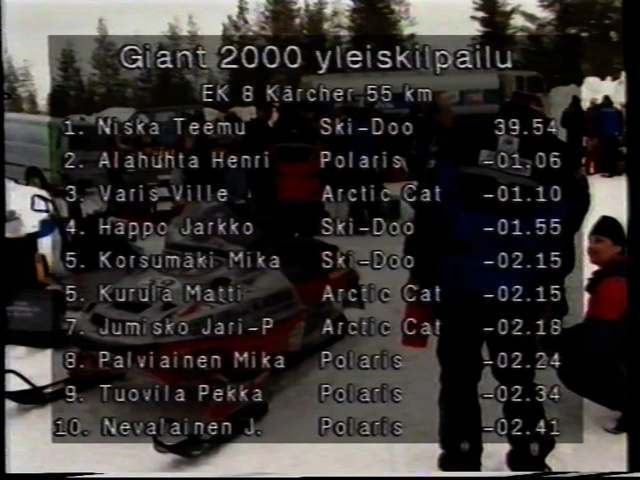 Giant 2000 yleiskilpailu
EK 8 Kärcher 55 km
1. Niska Teemu Ski-Doo 39.54
2. Alahuhta Henri Polaris -01.06
3. Varis Ville Arctic Cat -01.10
4. Happo Jarkko Ski-Doo -01.55
5. Korsumäki Mika Ski-Doo -02.15
5. Kurula Matti Arctic Cat -02.15
7. Jumisko Jari-P Arctic Cat -02.18
8. Palviainen Mika Polaris -02.24
9. Tuovila Pekka Polaris -02.34
10. Nevalainen J. Polaris -02.41